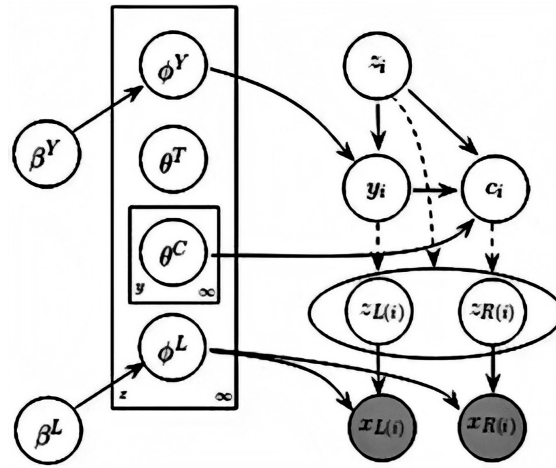 ϕ^Y
z_i
β^Y
θ^T
y_i
c_i
θ^C
y
∞
z_{L(i)}
z_{R(i)}
ϕ^L
z
∞
β^L
x_{L(i)}
x_{R(i)}